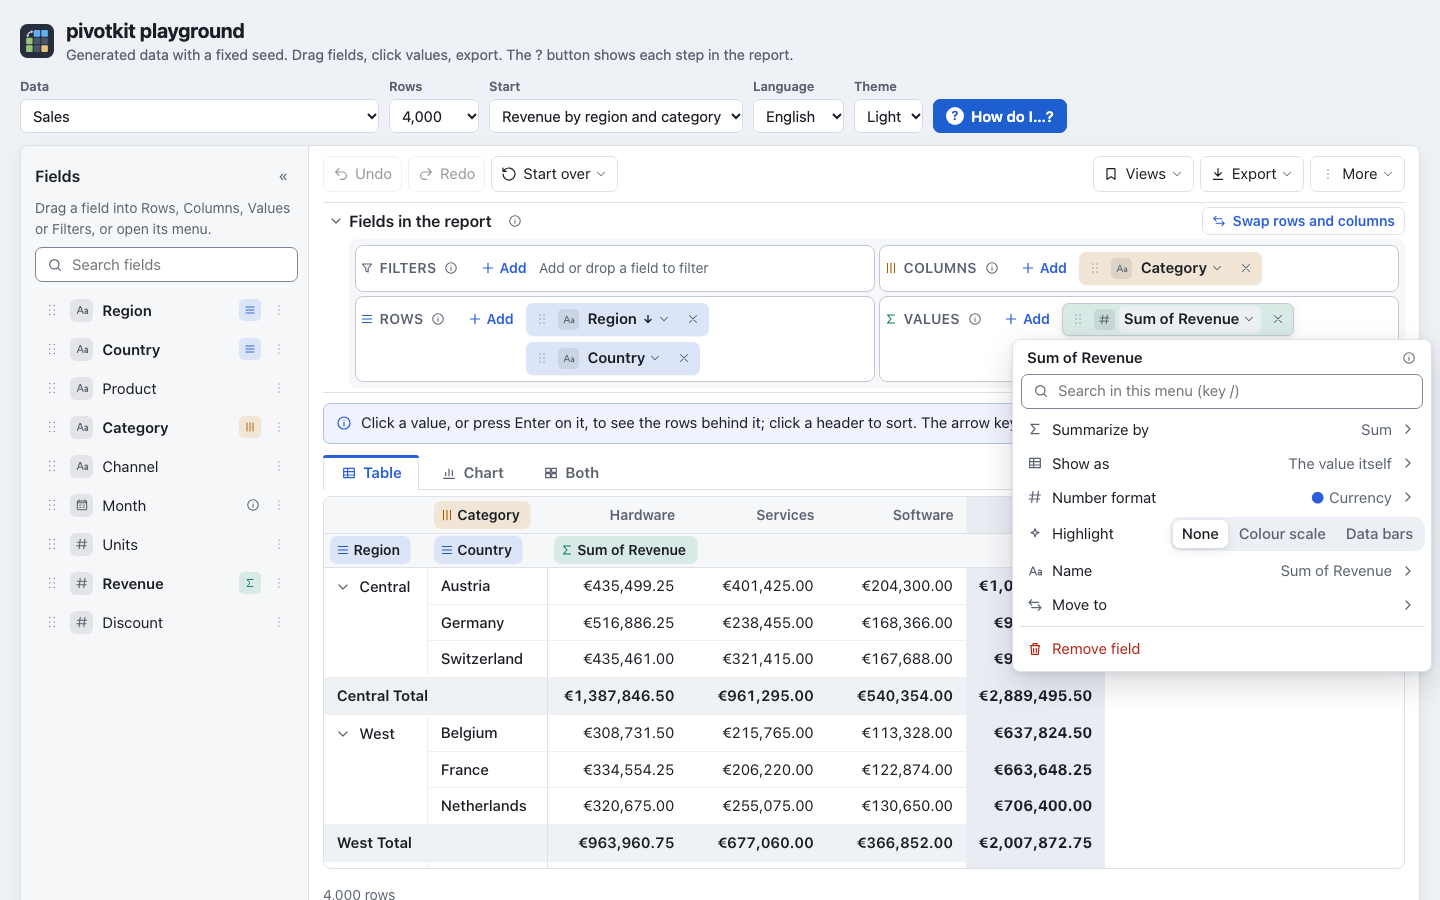 pivotkit playground
Generated data with a fixed seed. Drag fields, click values, export. The ? button shows each step in the report.
Data Rows Start Language Theme
Sales 4,000 Revenue by region and category English Light ? How do I...?
Fields «
Drag a field into Rows, Columns, Values
or Filters, or open its menu.
Search fields
Aa Region
Aa Country
Aa Product
Aa Category
Aa Channel
Month
# Units
# Revenue Σ
# Discount
Undo Redo Start over Views Export More
Fields in the report Swap rows and columns
FILTERS + Add Add or drop a field to filter
COLUMNS + Add Aa Category ×
ROWS + Add Aa Region ↓ ×
Aa Country ×
Σ VALUES + Add # Sum of Revenue ×
Sum of Revenue
Search in this menu (key /)
Σ Summarize by Sum
Show as The value itself
# Number format Currency
Highlight None Colour scale Data bars
Aa Name Sum of Revenue
Move to
Remove field
Click a value, or press Enter on it, to see the rows behind it; click a header to sort. The arrow
Table Chart Both
Category Hardware Services Software
Region Country Σ Sum of Revenue
Central Austria €435,499.25 €401,425.00 €204,300.00
Germany €516,886.25 €238,455.00 €168,366.00
Switzerland €435,461.00 €321,415.00 €167,688.00
Central Total €1,387,846.50 €961,295.00 €540,354.00 €2,889,495.50
West Belgium €308,731.50 €215,765.00 €113,328.00 €637,824.50
France €334,554.25 €206,220.00 €122,874.00 €663,648.25
Netherlands €320,675.00 €255,075.00 €130,650.00 €706,400.00
West Total €963,960.75 €677,060.00 €366,852.00 €2,007,872.75
4,000 rows